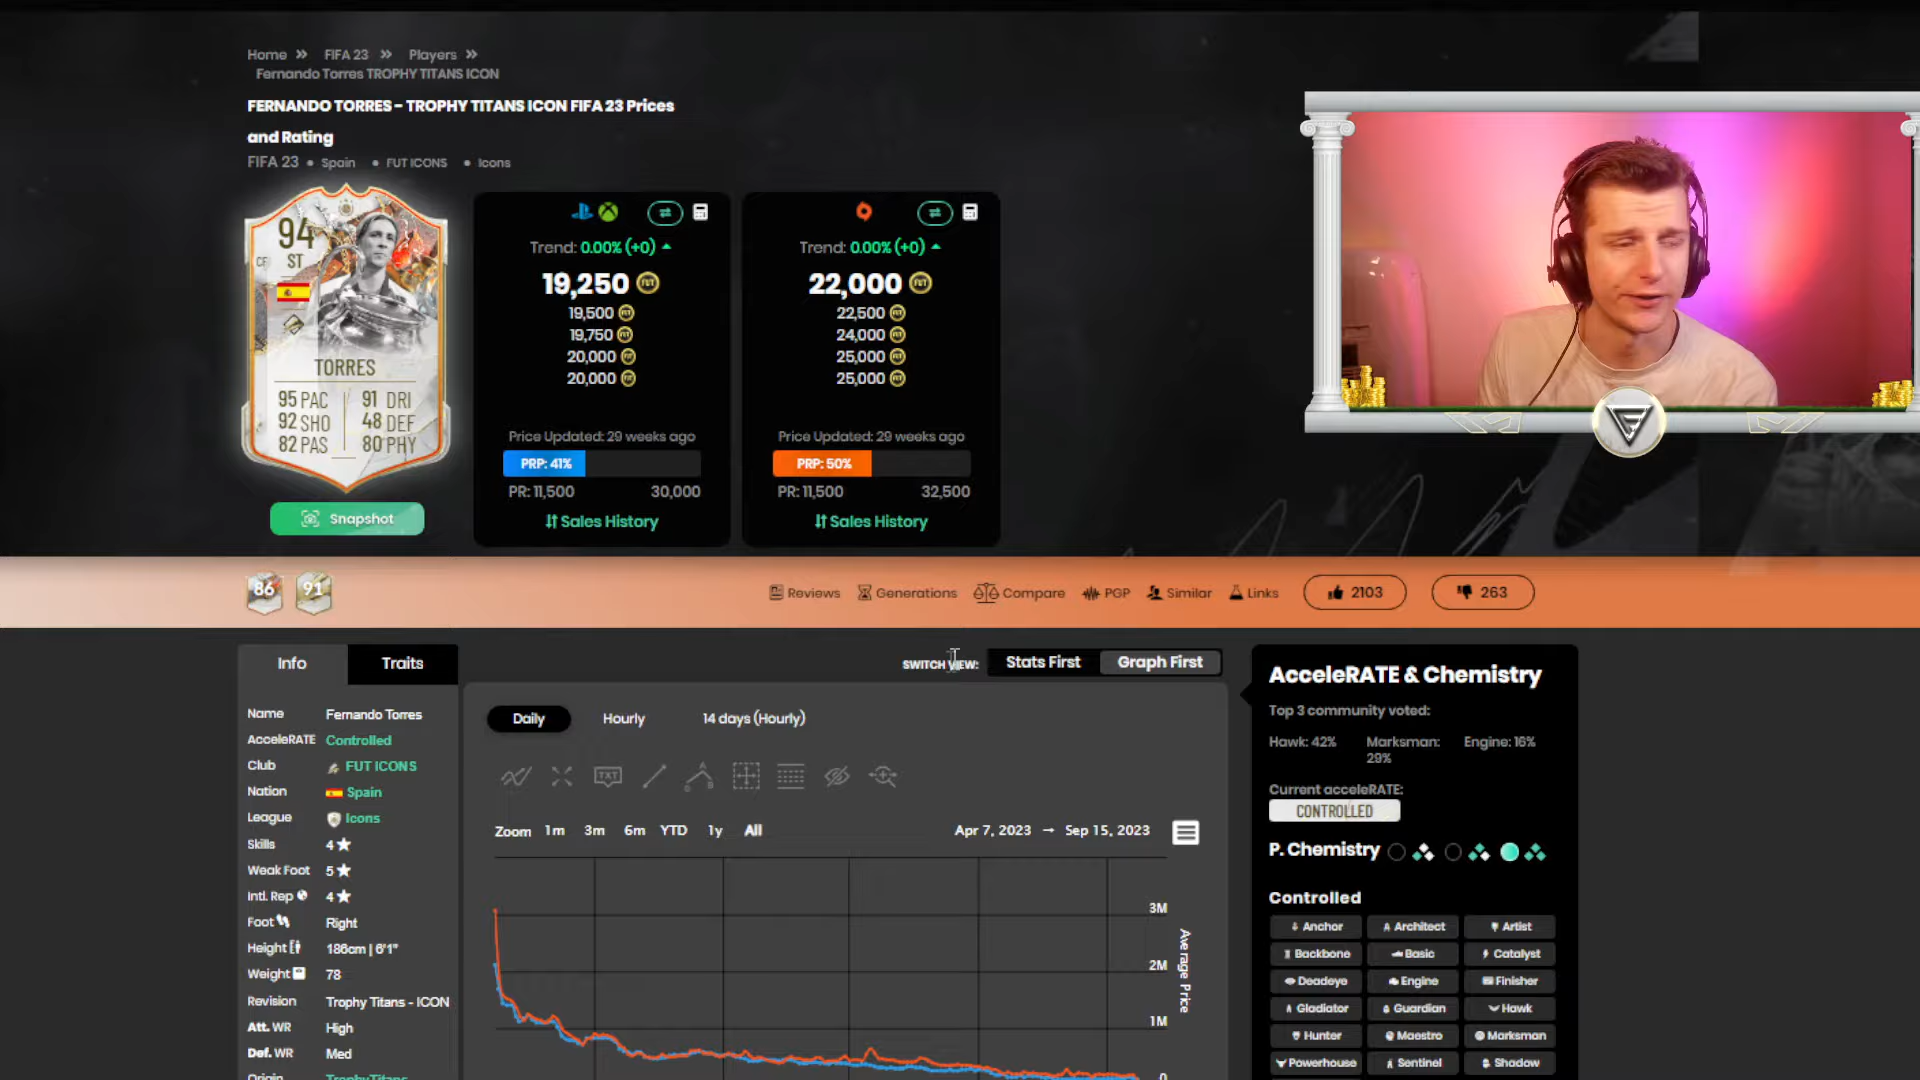 Home » FIFA 23 » Players »
Fernando Torres TROPHY TITANS ICON
FERNANDO TORRES - TROPHY TITANS ICON FIFA 23 Prices
and Rating
FIFA 23 • Spain • FUT ICONS • Icons
94
ST
CF
TORRES
95 PAC 91 DRI
92 SHO 48 DEF
82 PAS 80 PHY
Snapshot
Trend: 0.00% (+0)
19,250
19,500
19,750
20,000
20,000
Price Updated: 29 weeks ago
PRP: 41%
PR: 11,500 30,000
Sales History
Trend: 0.00% (+0)
22,000
22,500
24,000
25,000
25,000
Price Updated: 29 weeks ago
PRP: 50%
PR: 11,500 32,500
Sales History
86 91
Reviews Generations Compare PGP Similar Links 2103 263
Info Traits
Name Fernando Torres
AcceleRATE Controlled
Club FUT ICONS
Nation Spain
League Icons
Skills 4
Weak Foot 5
Intl. Rep 4
Foot Right
Height 186cm | 6'1"
Weight 78
Revision Trophy Titans - ICON
Att. WR High
Def. WR Med
Origin TrophyTitans
SWITCH VIEW: Stats First Graph First
Daily Hourly 14 days (Hourly)
TXT
Zoom 1m 3m 6m YTD 1y All Apr 7, 2023 → Sep 15, 2023
3M
2M
1M
0
Average Price
AcceleRATE & Chemistry
Top 3 community voted:
Hawk: 42% Marksman: 29% Engine: 16%
Current acceleRATE:
CONTROLLED
P. Chemistry
Controlled
Anchor Architect Artist
Backbone Basic Catalyst
Deadeye Engine Finisher
Gladiator Guardian Hawk
Hunter Maestro Marksman
Powerhouse Sentinel Shadow